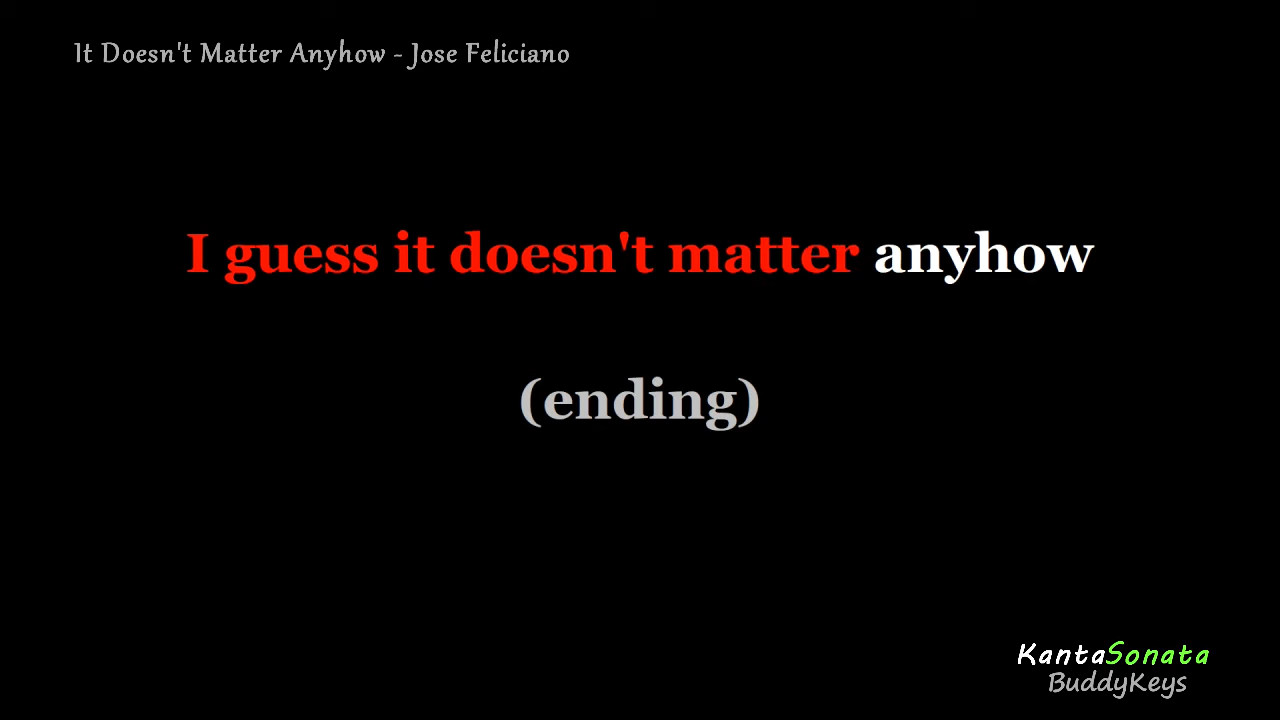 It Doesn't Matter Anyhow - Jose Feliciano
I guess it doesn't matter anyhow
(ending)
KantaSonata
BuddyKeys